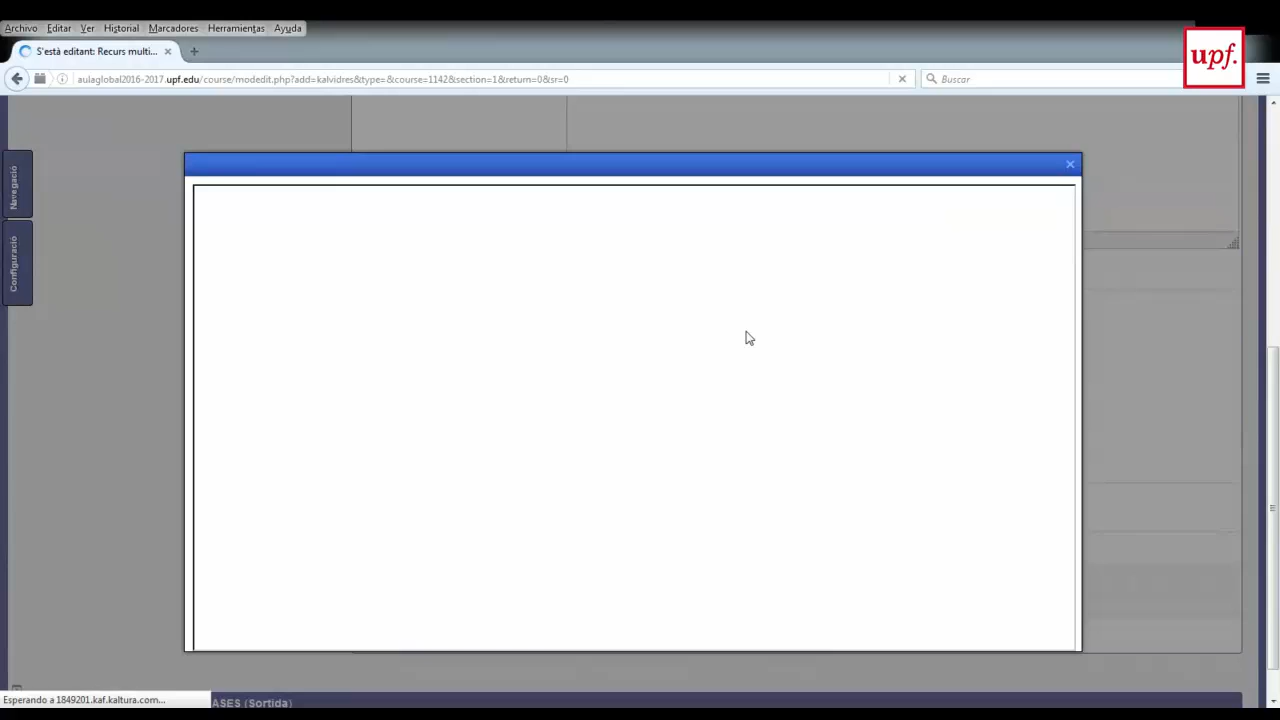 Archivo Editar Ver Historial Marcadores Herramientas Ayuda
S'està editant: Recurs multi... × +
aulaglobal2016-2017.upf.edu/course/modedit.php?add=kalvidres&type=&course=1142&section=1&return=0&sr=0
Buscar
upf.
Navegació
Configuració
Esperando a 1849201.kaf.kaltura.com...
ASES (Sortida)